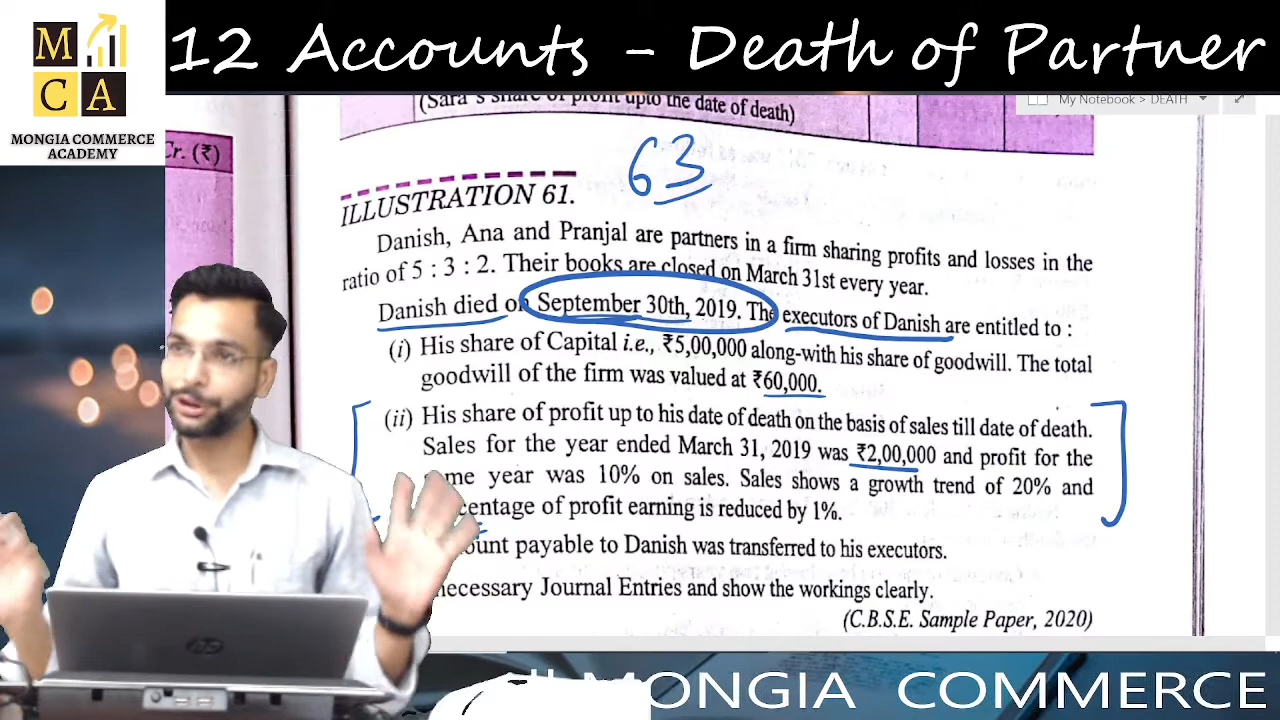 12 Accounts - Death of Partner
M
C A
MONGIA COMMERCE
ACADEMY
Cr. (₹)
(Sara's share of profit upto the date of death)
My Notebook > DEATH
63
ILLUSTRATION 61.
Danish, Ana and Pranjal are partners in a firm sharing profits and losses in the
ratio of 5 : 3 : 2. Their books are closed on March 31st every year.
Danish died on September 30th, 2019. The executors of Danish are entitled to :
(i) His share of Capital i.e., ₹5,00,000 along-with his share of goodwill. The total
goodwill of the firm was valued at ₹60,000.
(ii) His share of profit up to his date of death on the basis of sales till date of death.
Sales for the year ended March 31, 2019 was ₹2,00,000 and profit for the
year was 10% on sales. Sales shows a growth trend of 20% and
of profit earning is reduced by 1%.
payable to Danish was transferred to his executors.
necessary Journal Entries and show the workings clearly.
(C.B.S.E. Sample Paper, 2020)
hp
MONGIA COMMERCE